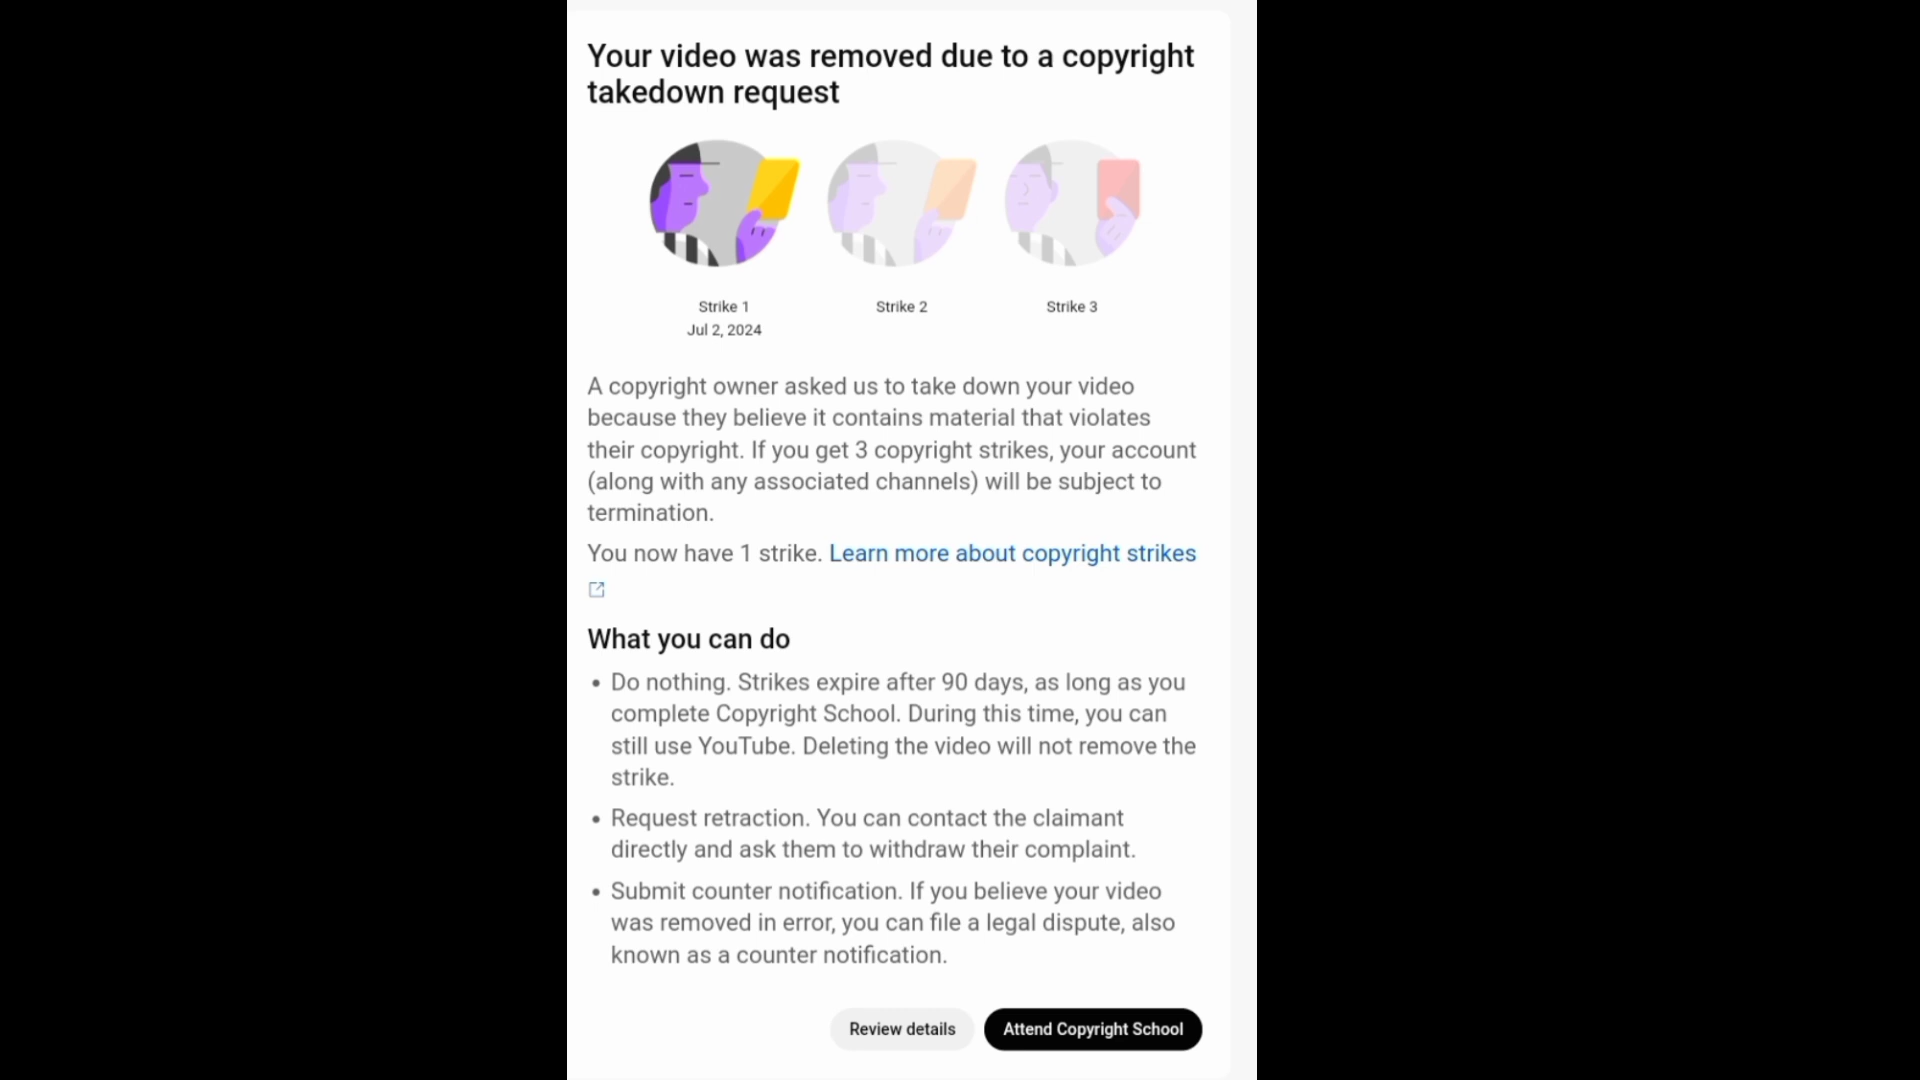 Your video was removed due to a copyright
takedown request
Strike 1
Jul 2, 2024
Strike 2
Strike 3
A copyright owner asked us to take down your video
because they believe it contains material that violates
their copyright. If you get 3 copyright strikes, your account
(along with any associated channels) will be subject to
termination.
You now have 1 strike. Learn more about copyright strikes
What you can do
• Do nothing. Strikes expire after 90 days, as long as you
complete Copyright School. During this time, you can
still use YouTube. Deleting the video will not remove the
strike.
• Request retraction. You can contact the claimant
directly and ask them to withdraw their complaint.
• Submit counter notification. If you believe your video
was removed in error, you can file a legal dispute, also
known as a counter notification.
Review details
Attend Copyright School